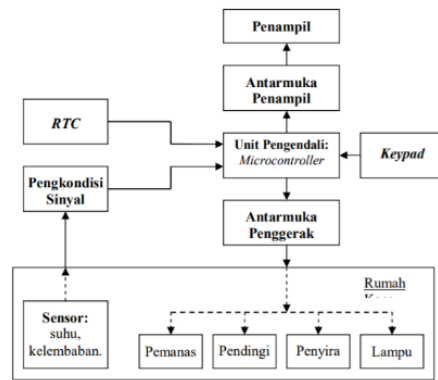 Penampil
Antarmuka
Penampil
RTC
Unit Pengendali:
Microcontroller
Keypad
Pengkondisi
Sinyal
Antarmuka
Penggerak
Rumah
Sensor:
suhu,
kelembaban.
Pemanas
Pendingi
Penyira
Lampu